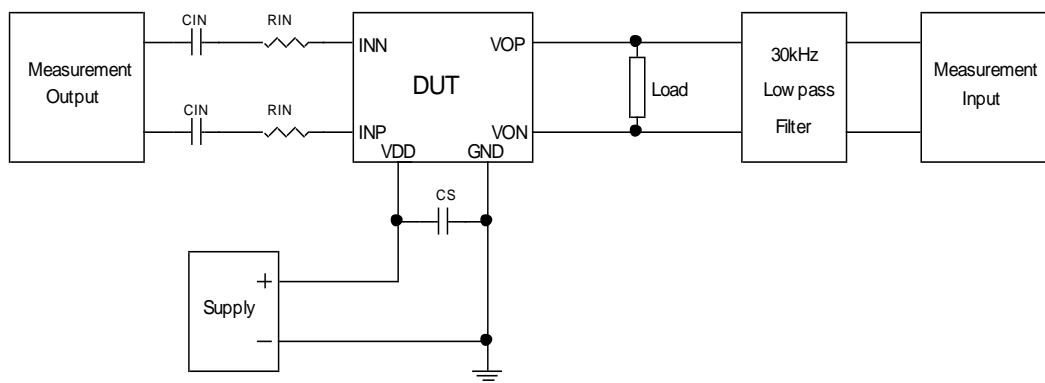 CIN
RIN
Measurement
Output
CIN
RIN
INN
INP
DUT
VOP
VON
VDD
GND
Load
30kHz
Low pass
Filter
Measurement
Input
CS
+
Supply
−